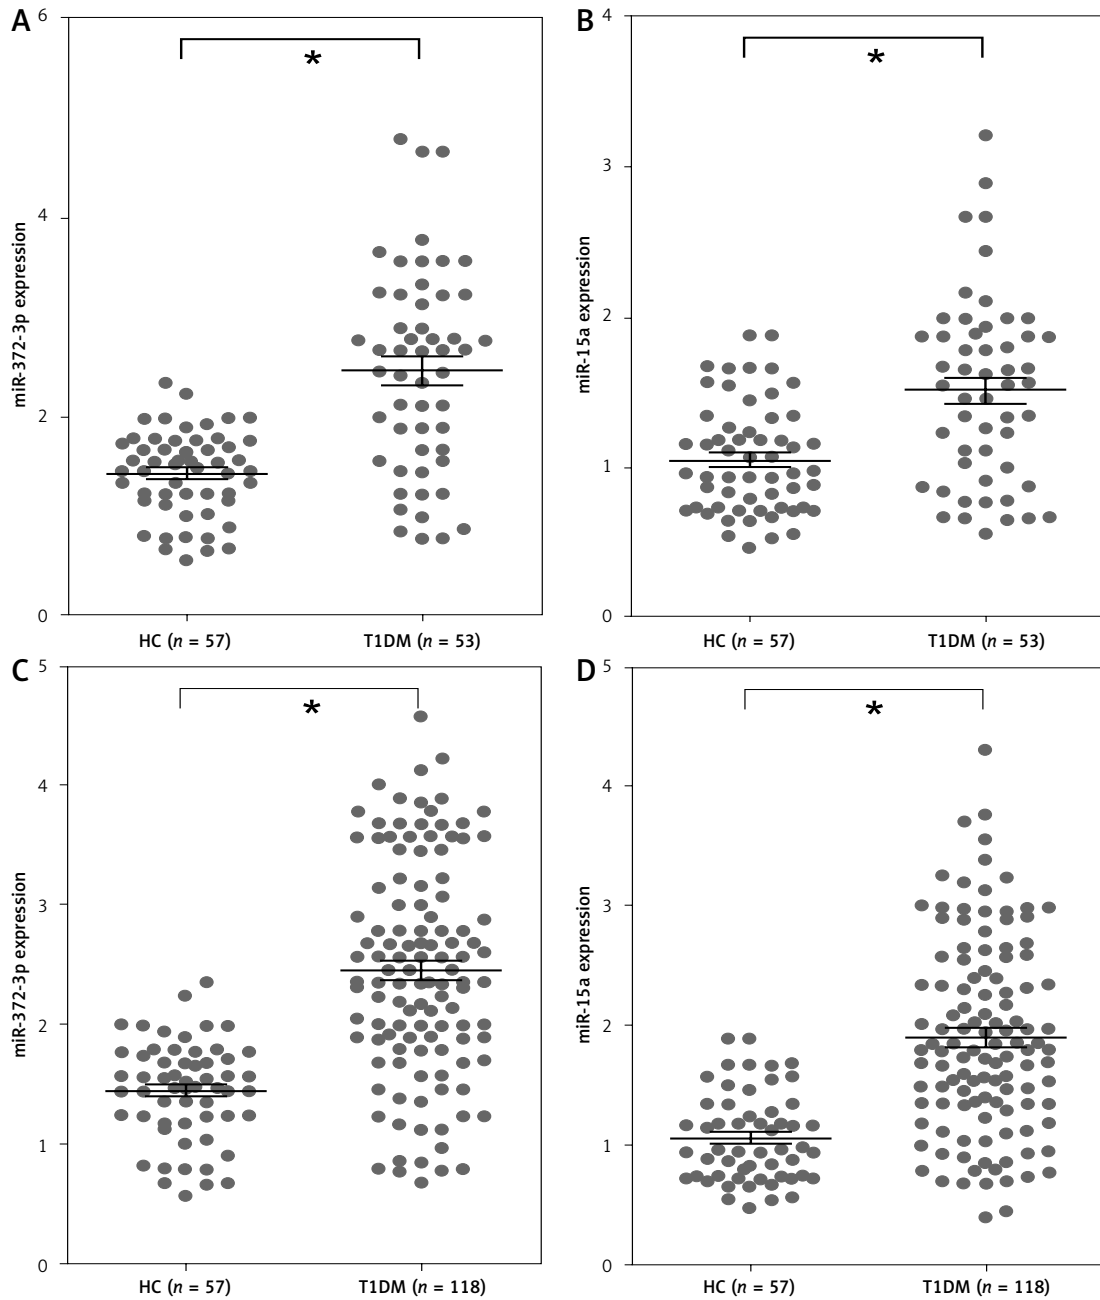 A
6
4
2
0
miR-372-3p expression
*
HC (n = 57)
T1DM (n = 53)
B
4
3
2
1
0
miR-15a expression
*
HC (n = 57)
T1DM (n = 53)
C
5
4
3
2
1
0
miR-372-3p expression
*
HC (n = 57)
T1DM (n = 118)
D
5
4
3
2
1
0
miR-15a expression
*
HC (n = 57)
T1DM (n = 118)